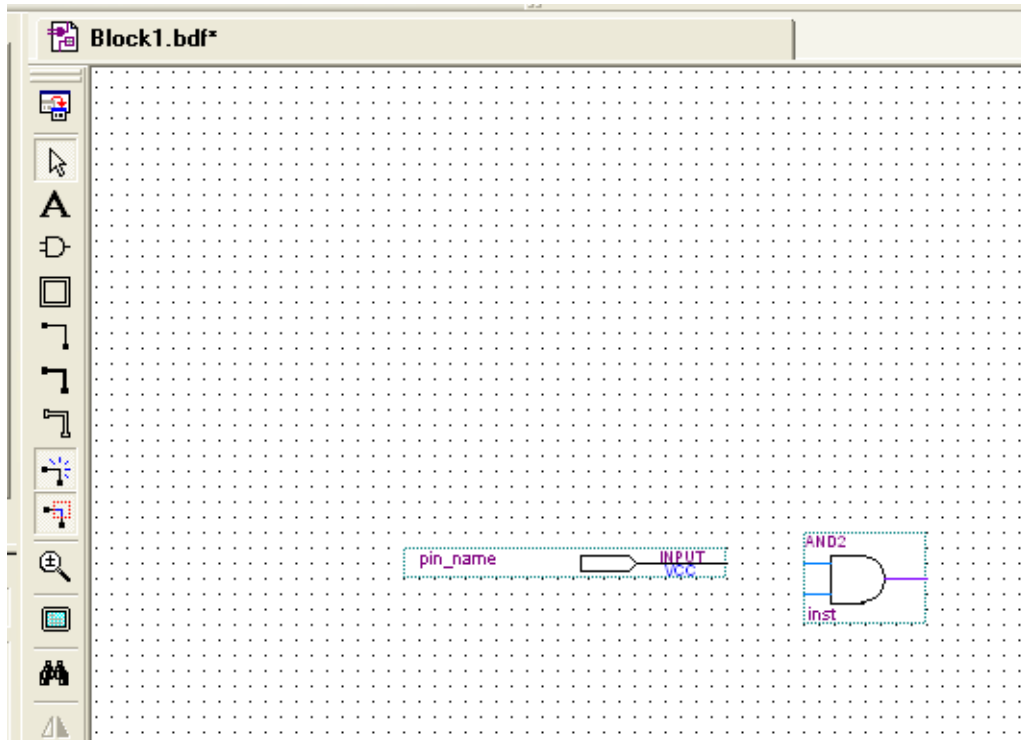 Block1.bdf*
A
AND2
pin_name
INPUT
VCC
inst